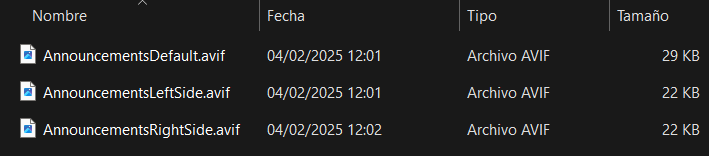 Nombre Fecha Tipo Tamaño
AnnouncementsDefault.avif 04/02/2025 12:01 Archivo AVIF 29 KB
AnnouncementsLeftSide.avif 04/02/2025 12:01 Archivo AVIF 22 KB
AnnouncementsRightSide.avif 04/02/2025 12:02 Archivo AVIF 22 KB